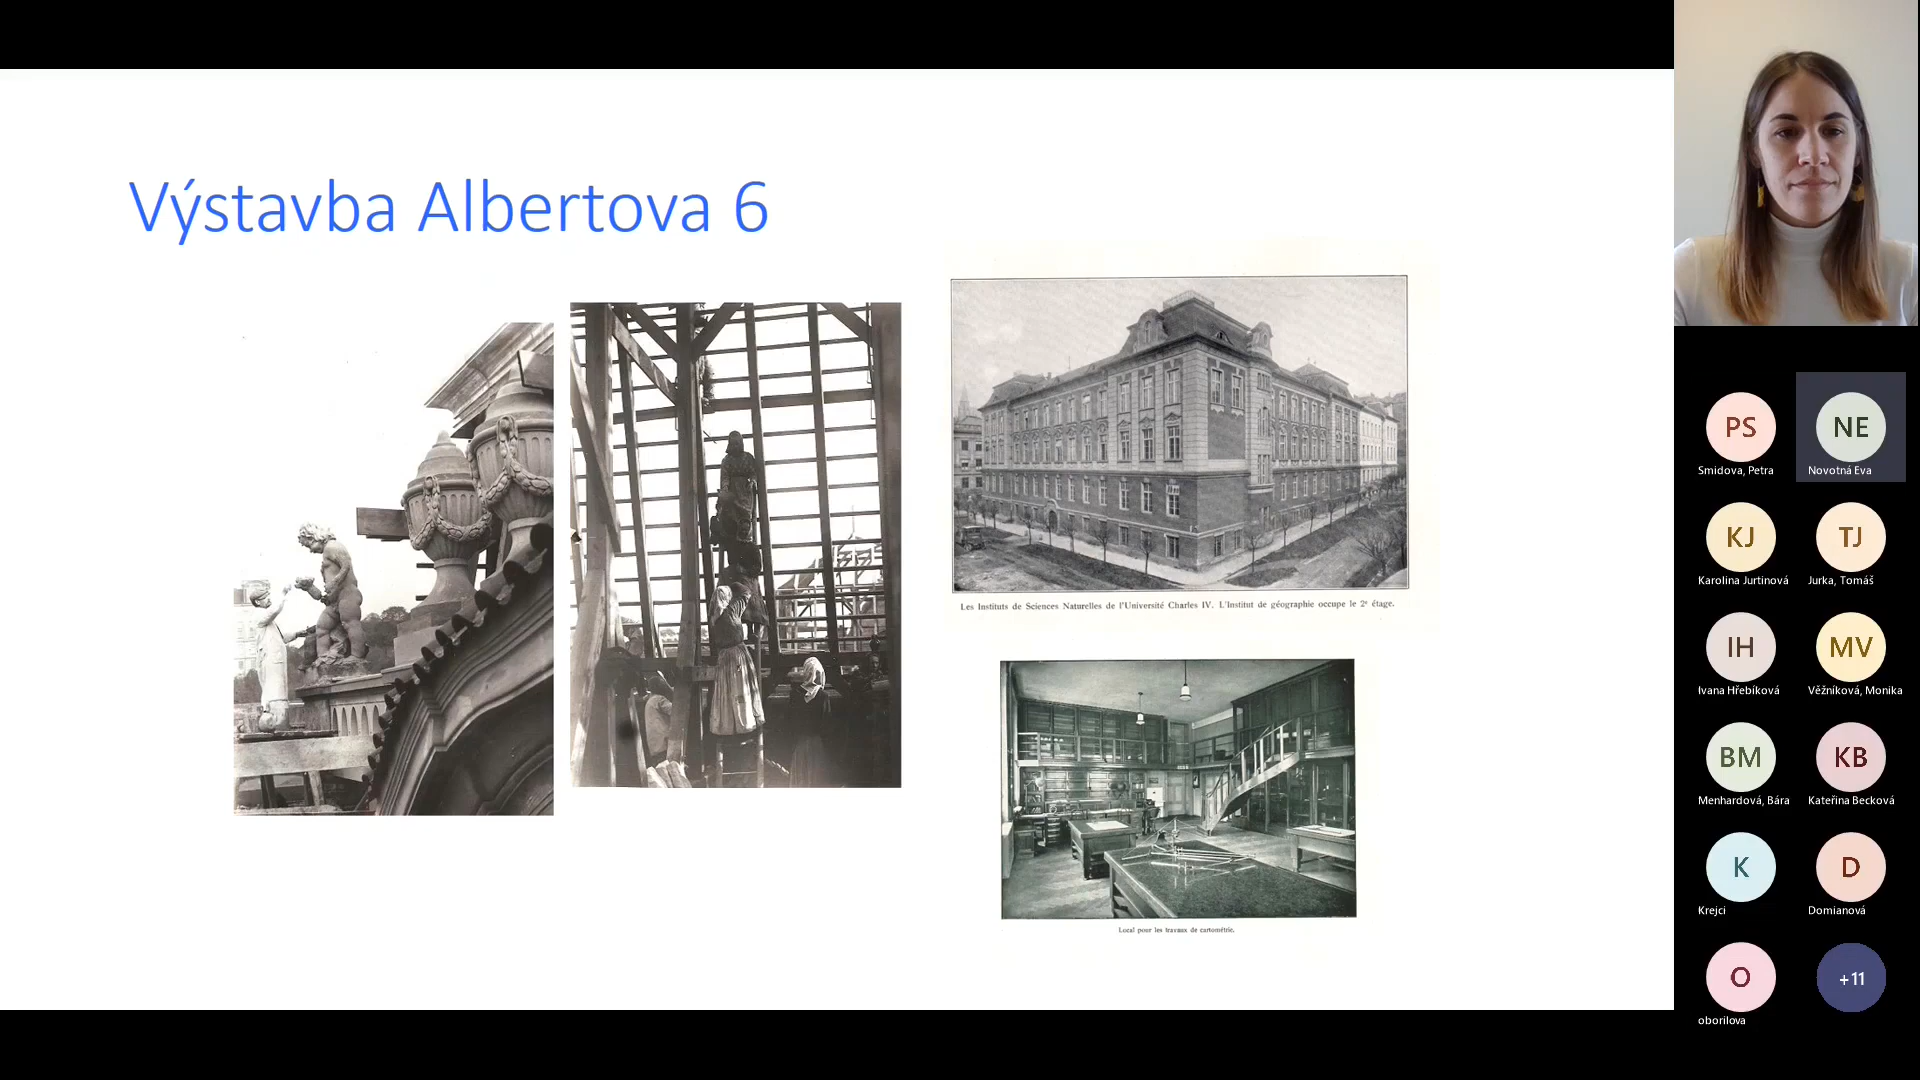 Výstavba Albertova 6
Les Instituts de Sciences Naturelles de l'Université Charles IV. L'Institut de géographie occupe le 2e étage.
Local pour les travaux de cartométrie.
PS
Smidova, Petra
NE
Novotná Eva
KJ
Karolina Jurtinová
TJ
Jurka, Tomáš
IH
Ivana Hřebíková
MV
Věžníková, Monika
BM
Menhardová, Bára
KB
Kateřina Becková
K
Krejci
D
Domianová
O
oborilova
+11